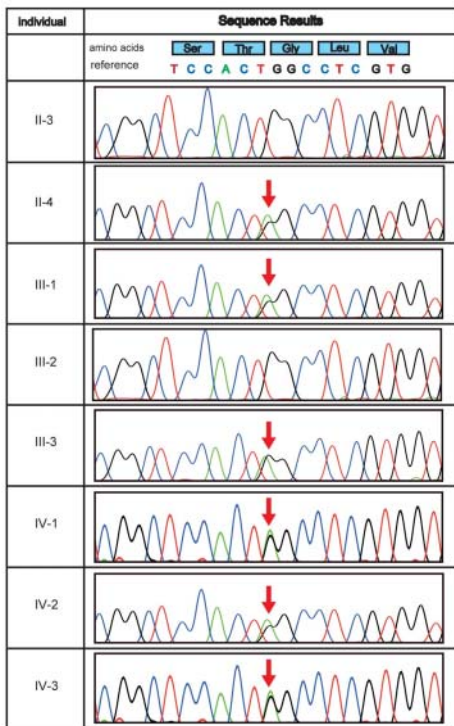 Individual Sequence Results
amino acids Ser Thr Gly Leu Val
reference T C C A C T G G C C T C G T G
II-3
II-4
III-1
III-2
III-3
IV-1
IV-2
IV-3